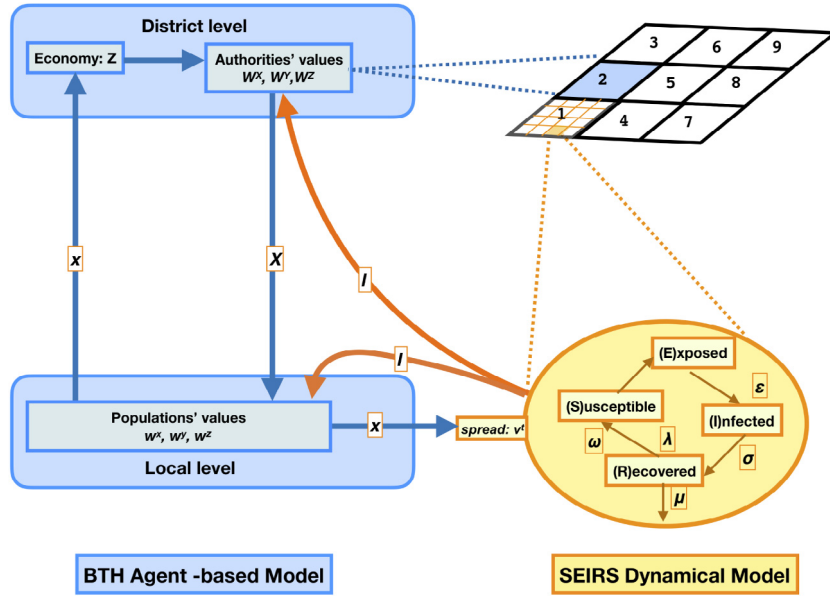 District level
Economy: Z
Authorities' values
W^X, W^Y, W^Z
3
6
9
2
5
8
1
4
7
x
X
I
I
Populations' values
w^x, w^y, w^z
Local level
x
spread: v^t
(E)xposed
ε
(S)usceptible
(I)nfected
ω
λ
σ
(R)ecovered
μ
BTH Agent -based Model
SEIRS Dynamical Model